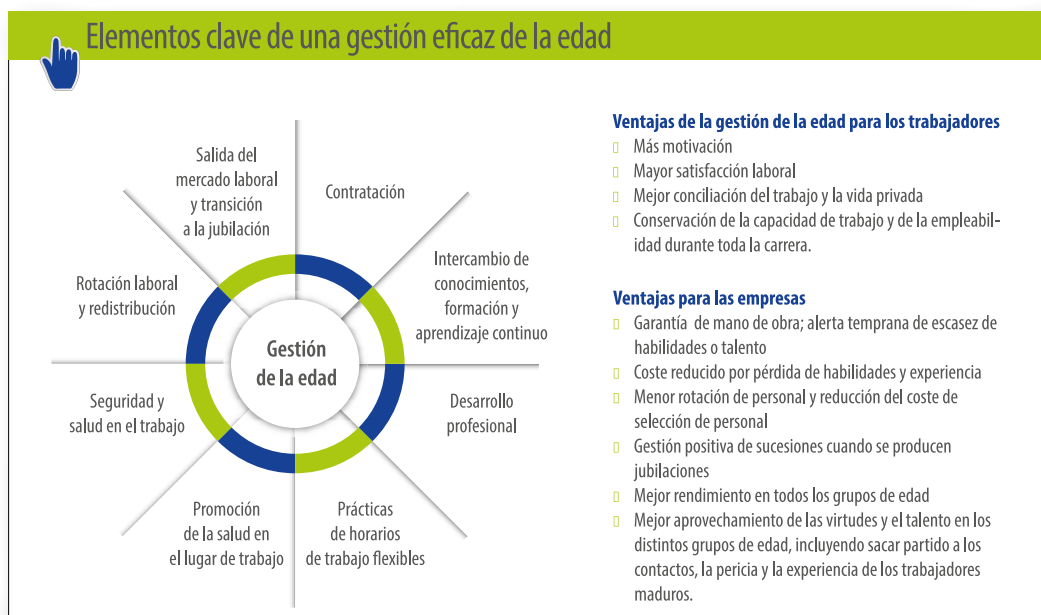 Elementos clave de una gestión eficaz de la edad
Salida del
mercado laboral
y transición
a la jubilación
Contratación
Intercambio de
conocimientos,
formación y
aprendizaje continuo
Desarrollo
profesional
Prácticas
de horarios
de trabajo flexibles
Promoción
de la salud en
el lugar de trabajo
Seguridad y
salud en el trabajo
Rotación laboral
y redistribución
Gestión
de la edad
Ventajas de la gestión de la edad para los trabajadores
Más motivación
Mayor satisfacción laboral
Mejor conciliación del trabajo y la vida privada
Conservación de la capacidad de trabajo y de la empleabil-
idad durante toda la carrera.
Ventajas para las empresas
Garantía de mano de obra; alerta temprana de escasez de
habilidades o talento
Coste reducido por pérdida de habilidades y experiencia
Menor rotación de personal y reducción del coste de
selección de personal
Gestión positiva de sucesiones cuando se producen
jubilaciones
Mejor rendimiento en todos los grupos de edad
Mejor aprovechamiento de las virtudes y el talento en los
distintos grupos de edad, incluyendo sacar partido a los
contactos, la pericia y la experiencia de los trabajadores
maduros.